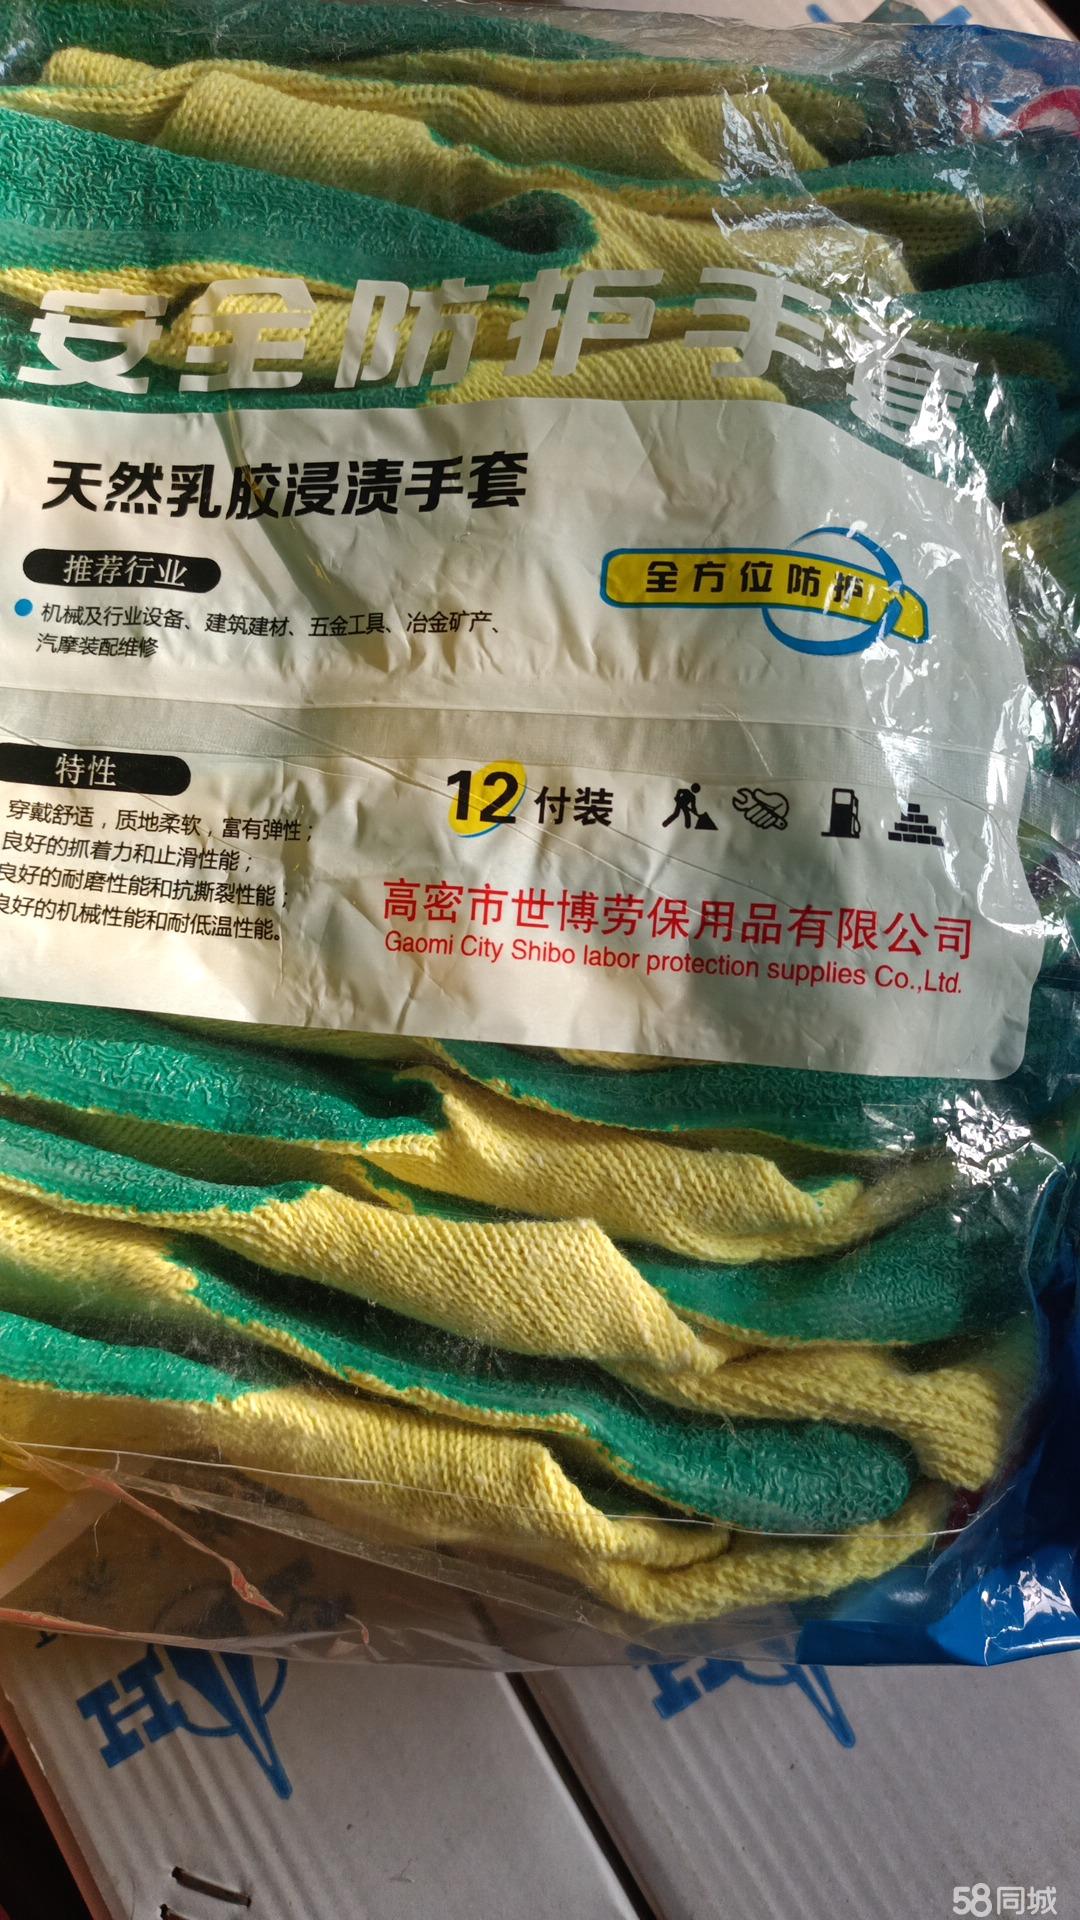 安全防护手套
天然乳胶浸渍手套
推荐行业
全方位防护
机械及行业设备、建筑建材、五金工具、冶金矿产、
汽摩装配维修
特性
12付装
穿戴舒适，质地柔软，富有弹性；
良好的抓着力和止滑性能；
良好的耐磨性能和抗撕裂性能；
良好的机械性能和耐低温性能。
高密市世博劳保用品有限公司
Gaomi City Shibo labor protection supplies Co.,Ltd.
58同城